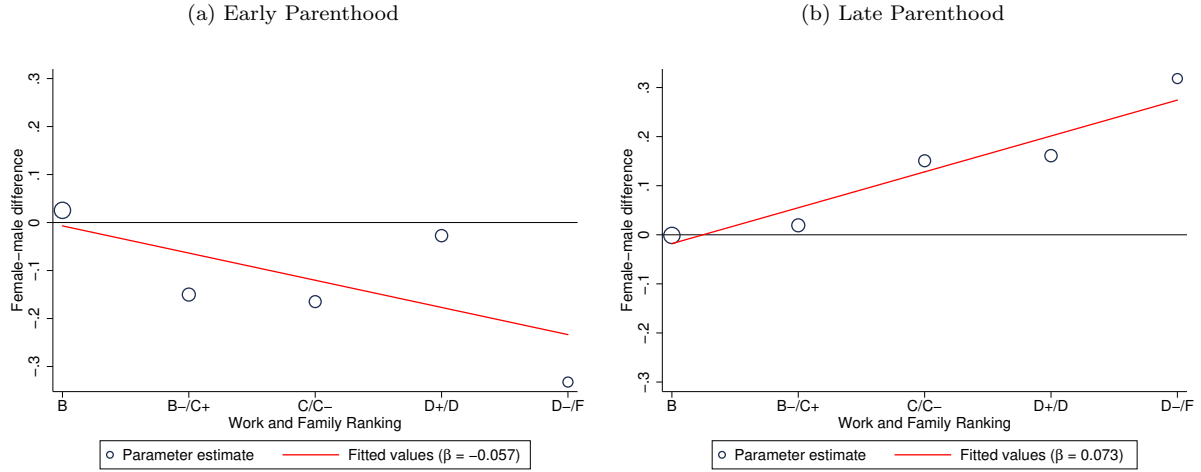 (a) Early Parenthood
.3
.2
.1
0
−.1
−.2
−.3
Female−male difference
B
B−/C+
C/C−
D+/D
D−/F
Work and Family Ranking
Parameter estimate
Fitted values (β = −0.057)
(b) Late Parenthood
.3
.2
.1
0
−.1
−.2
−.3
Female−male difference
B
B−/C+
C/C−
D+/D
D−/F
Work and Family Ranking
Parameter estimate
Fitted values (β = 0.073)